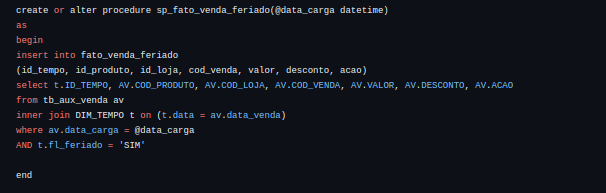 create or alter procedure sp_fato_venda_feriado(@data_carga datetime)
as
begin
insert into fato_venda_feriado
(id_tempo, id_produto, id_loja, cod_venda, valor, desconto, acao)
select t.ID_TEMPO, AV.COD_PRODUTO, AV.COD_LOJA, AV.COD_VENDA, AV.VALOR, AV.DESCONTO, AV.ACAO
from tb_aux_venda av
inner join DIM_TEMPO t on (t.data = av.data_venda)
where av.data_carga = @data_carga
AND t.fl_feriado = 'SIM'
end